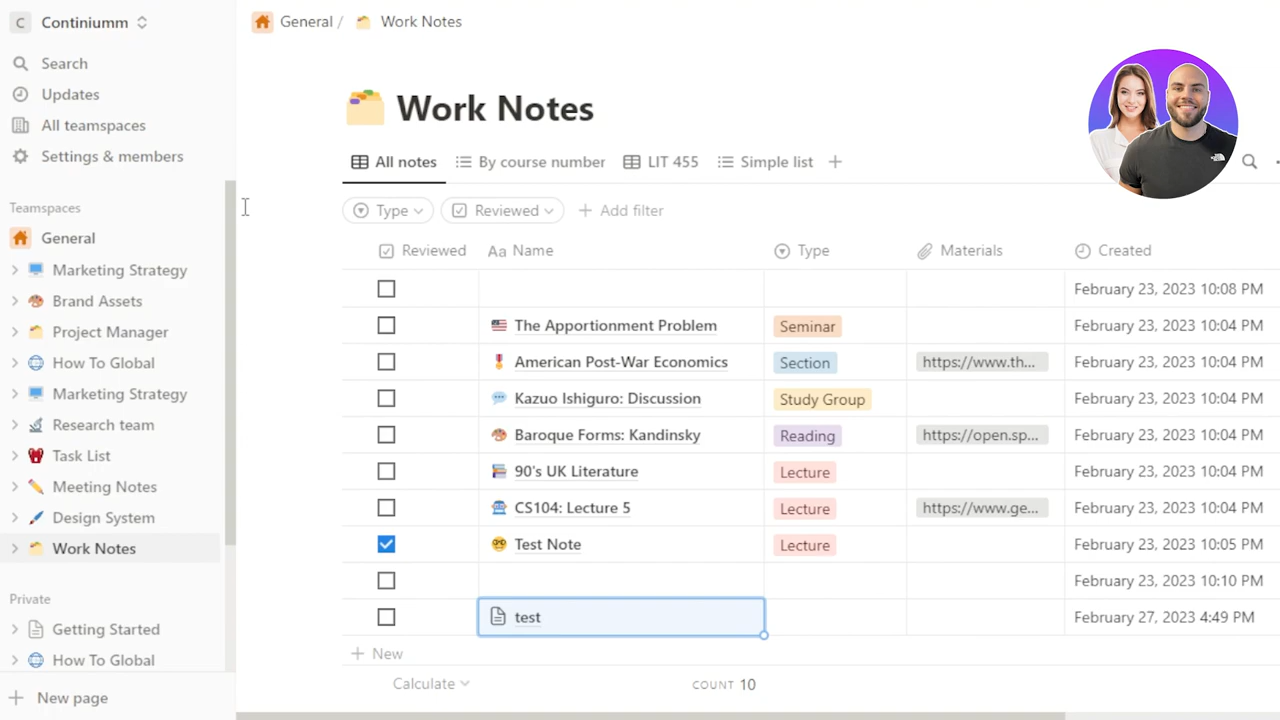 C Continiumm
Search
Updates
All teamspaces
Settings & members
Teamspaces
General
Marketing Strategy
Brand Assets
Project Manager
How To Global
Marketing Strategy
Research team
Task List
Meeting Notes
Design System
Work Notes
Private
Getting Started
How To Global
New page
General / Work Notes
Work Notes
All notes By course number LIT 455 Simple list
Type Reviewed Add filter
Reviewed Aa Name Type Materials Created
February 23, 2023 10:08 PM
The Apportionment Problem Seminar February 23, 2023 10:04 PM
American Post-War Economics Section https://www.th... February 23, 2023 10:04 PM
Kazuo Ishiguro: Discussion Study Group February 23, 2023 10:04 PM
Baroque Forms: Kandinsky Reading https://open.sp... February 23, 2023 10:04 PM
90's UK Literature Lecture February 23, 2023 10:04 PM
CS104: Lecture 5 Lecture https://www.ge... February 23, 2023 10:04 PM
Test Note Lecture February 23, 2023 10:05 PM
February 23, 2023 10:10 PM
test February 27, 2023 4:49 PM
New
Calculate COUNT 10